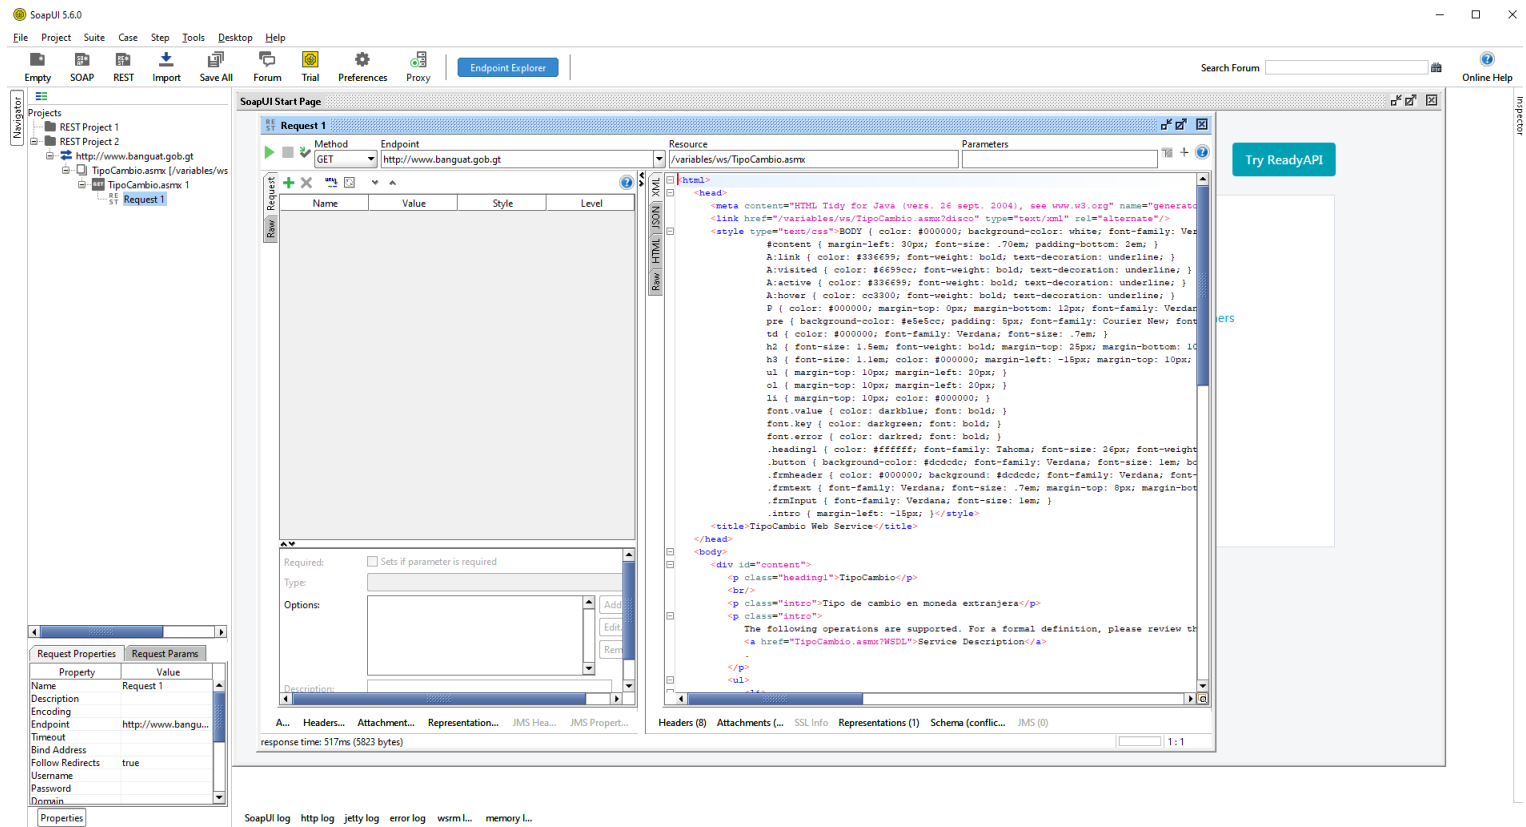 SoapUI 5.6.0
File Project Suite Case Step Tools Desktop Help
Empty SOAP REST Import Save All Forum Trial Preferences Proxy Endpoint Explorer Search Forum Online Help
Navigator
Inspector
Projects
REST Project 1
REST Project 2
http://www.banguat.gob.gt
TipoCambio.asmx [/variables/ws
TipoCambio.asmx 1
Request 1
SoapUI Start Page
Request 1
Method Endpoint Resource Parameters
GET http://www.banguat.gob.gt /variables/ws/TipoCambio.asmx
Try ReadyAPI
Request
Raw
Name Value Style Level
XML
JSON
HTML
Raw
<html>
<head>
<meta content="HTML Tidy for Java (vers. 26 sept. 2004), see www.w3.org" name="generato
<link href="/variables/ws/TipoCambio.asmx?disco" type="text/xml" rel="alternate"/>
<style type="text/css">BODY { color: #000000; background-color: white; font-family: Ver
#content { margin-left: 30px; font-size: .70em; padding-bottom: 2em; }
A:link { color: #336699; font-weight: bold; text-decoration: underline; }
A:visited { color: #6699cc; font-weight: bold; text-decoration: underline; }
A:active { color: #336699; font-weight: bold; text-decoration: underline; }
A:hover { color: cc3300; font-weight: bold; text-decoration: underline; }
P { color: #000000; margin-top: 0px; margin-bottom: 12px; font-family: Verdan
pre { background-color: #e5e5cc; padding: 5px; font-family: Courier New; font
td { color: #000000; font-family: Verdana; font-size: .7em; }
h2 { font-size: 1.5em; font-weight: bold; margin-top: 25px; margin-bottom: 10
h3 { font-size: 1.1em; color: #000000; margin-left: -15px; margin-top: 10px;
ul { margin-top: 10px; margin-left: 20px; }
ol { margin-top: 10px; margin-left: 20px; }
li { margin-top: 10px; color: #000000; }
font.value { color: darkblue; font: bold; }
font.key { color: darkgreen; font: bold; }
font.error { color: darkred; font: bold; }
.heading1 { color: #ffffff; font-family: Tahoma; font-size: 26px; font-weight
.button { background-color: #dcdcdc; font-family: Verdana; font-size: 1em; bo
.frmheader { color: #000000; background: #dcdcdc; font-family: Verdana; font-
.frmtext { font-family: Verdana; font-size: .7em; margin-top: 8px; margin-bot
.frmInput { font-family: Verdana; font-size: 1em; }
.intro { margin-left: -15px; }</style>
<title>TipoCambio Web Service</title>
</head>
<body>
<div id="content">
<p class="heading1">TipoCambio</p>
<br/>
<p class="intro">Tipo de cambio en moneda extranjera</p>
<p class="intro">
The following operations are supported. For a formal definition, please review th
<a href="TipoCambio.asmx?WSDL">Service Description</a>
.
</p>
<ul>
<li>
ers
Required: Sets if parameter is required
Type:
Options: Add
Edit.
Rem
Description:
A... Headers... Attachment... Representation... JMS Hea... JMS Propert...
Headers (8) Attachments (... SSL Info Representations (1) Schema (conflic... JMS (0)
response time: 517ms (5823 bytes) 1 : 1
Request Properties Request Params
Property Value
Name Request 1
Description
Encoding
Endpoint http://www.bangu...
Timeout
Bind Address
Follow Redirects true
Username
Password
Domain
Properties
SoapUI log http log jetty log error log wsrm l... memory l...